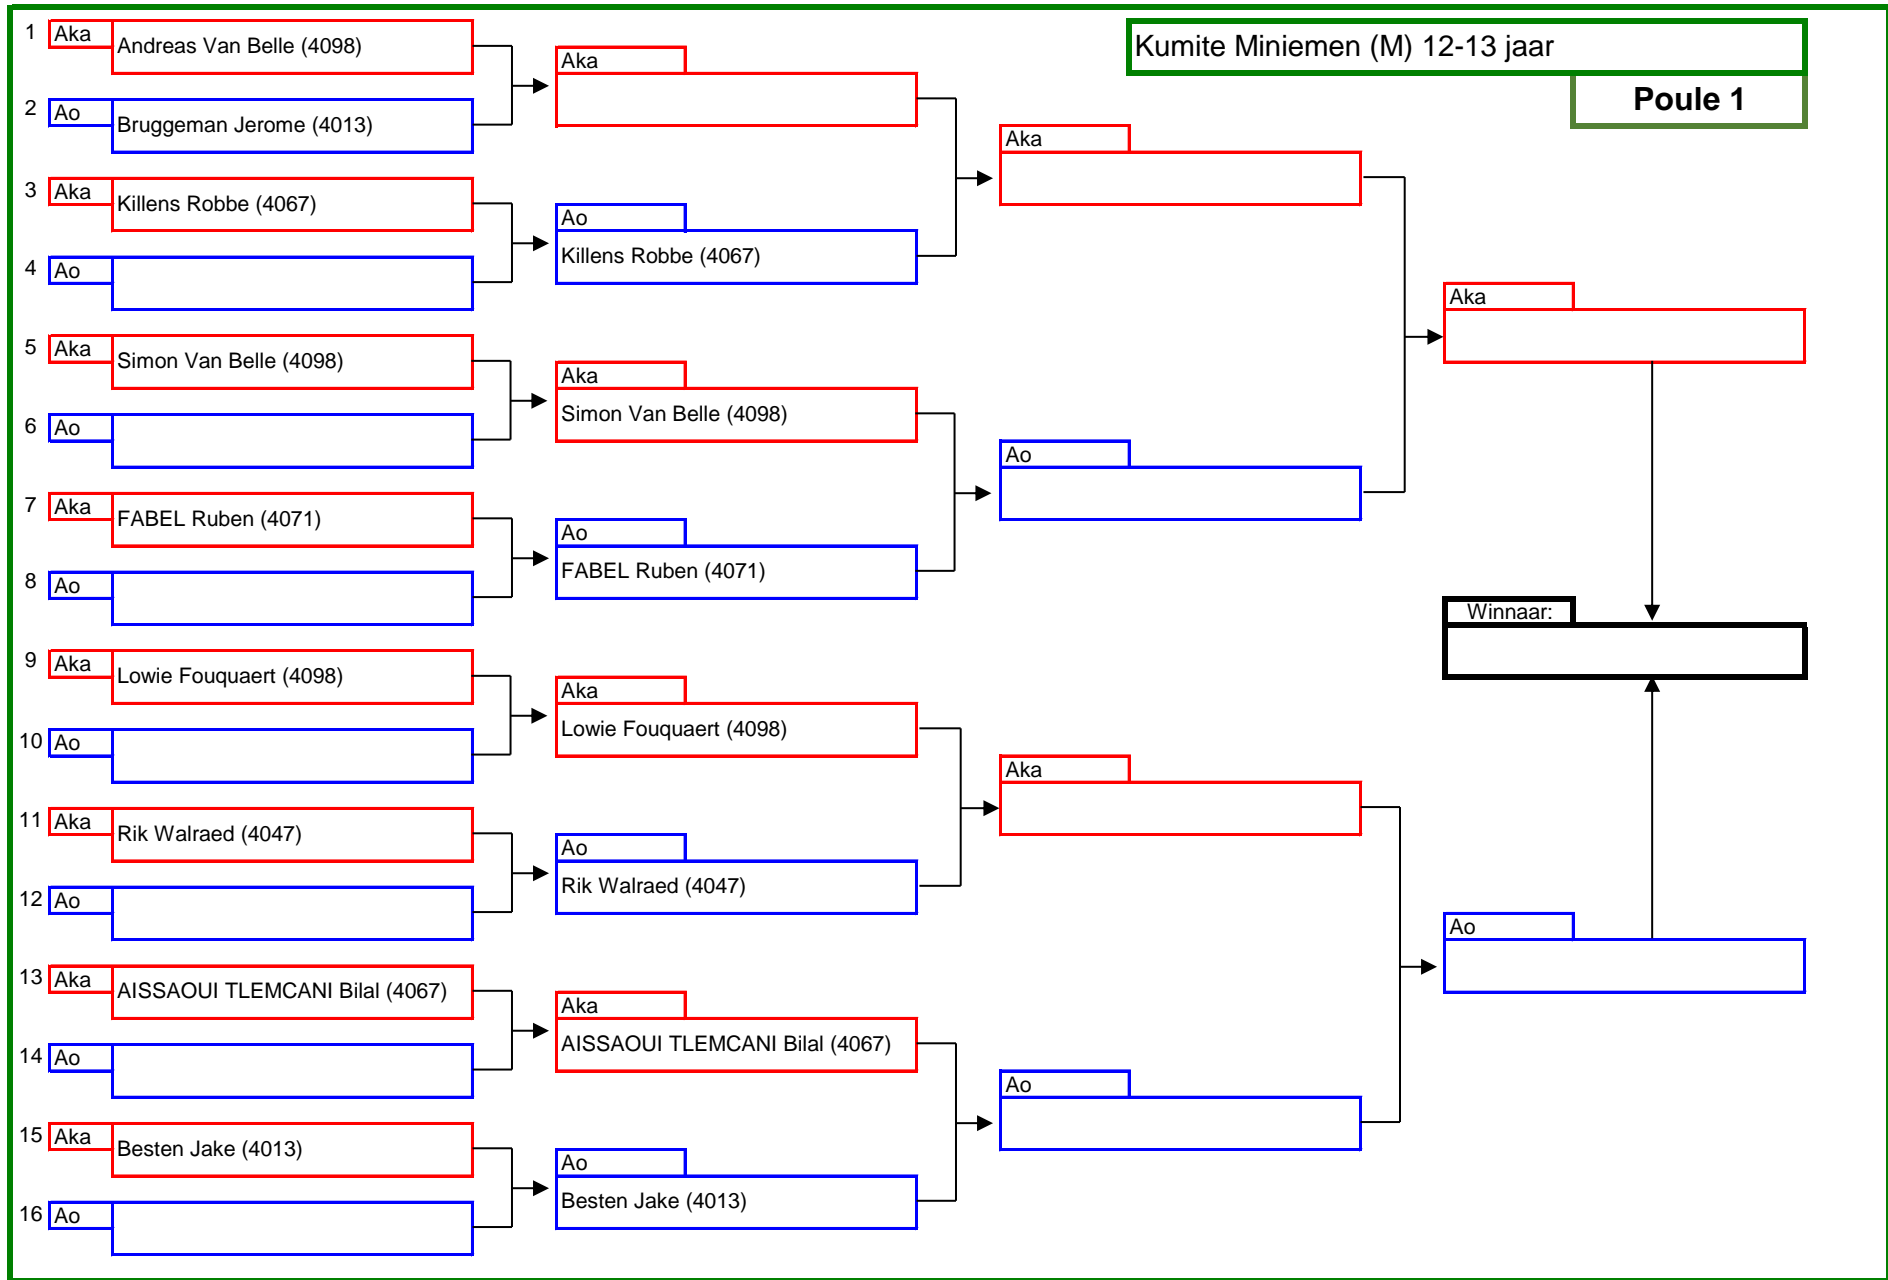 Kumite Miniemen (M) 12-13 jaar
Poule 1
1 Aka
Andreas Van Belle (4098)
2 Ao
Bruggeman Jerome (4013)
3 Aka
Killens Robbe (4067)
4 Ao
5 Aka
Simon Van Belle (4098)
6 Ao
7 Aka
FABEL Ruben (4071)
8 Ao
9 Aka
Lowie Fouquaert (4098)
10 Ao
11 Aka
Rik Walraed (4047)
12 Ao
13 Aka
AISSAOUI TLEMCANI Bilal (4067)
14 Ao
15 Aka
Besten Jake (4013)
16 Ao
Aka
Ao
Killens Robbe (4067)
Aka
Simon Van Belle (4098)
Ao
FABEL Ruben (4071)
Aka
Lowie Fouquaert (4098)
Ao
Rik Walraed (4047)
Aka
AISSAOUI TLEMCANI Bilal (4067)
Ao
Besten Jake (4013)
Aka
Ao
Aka
Ao
Aka
Winnaar:
Ao